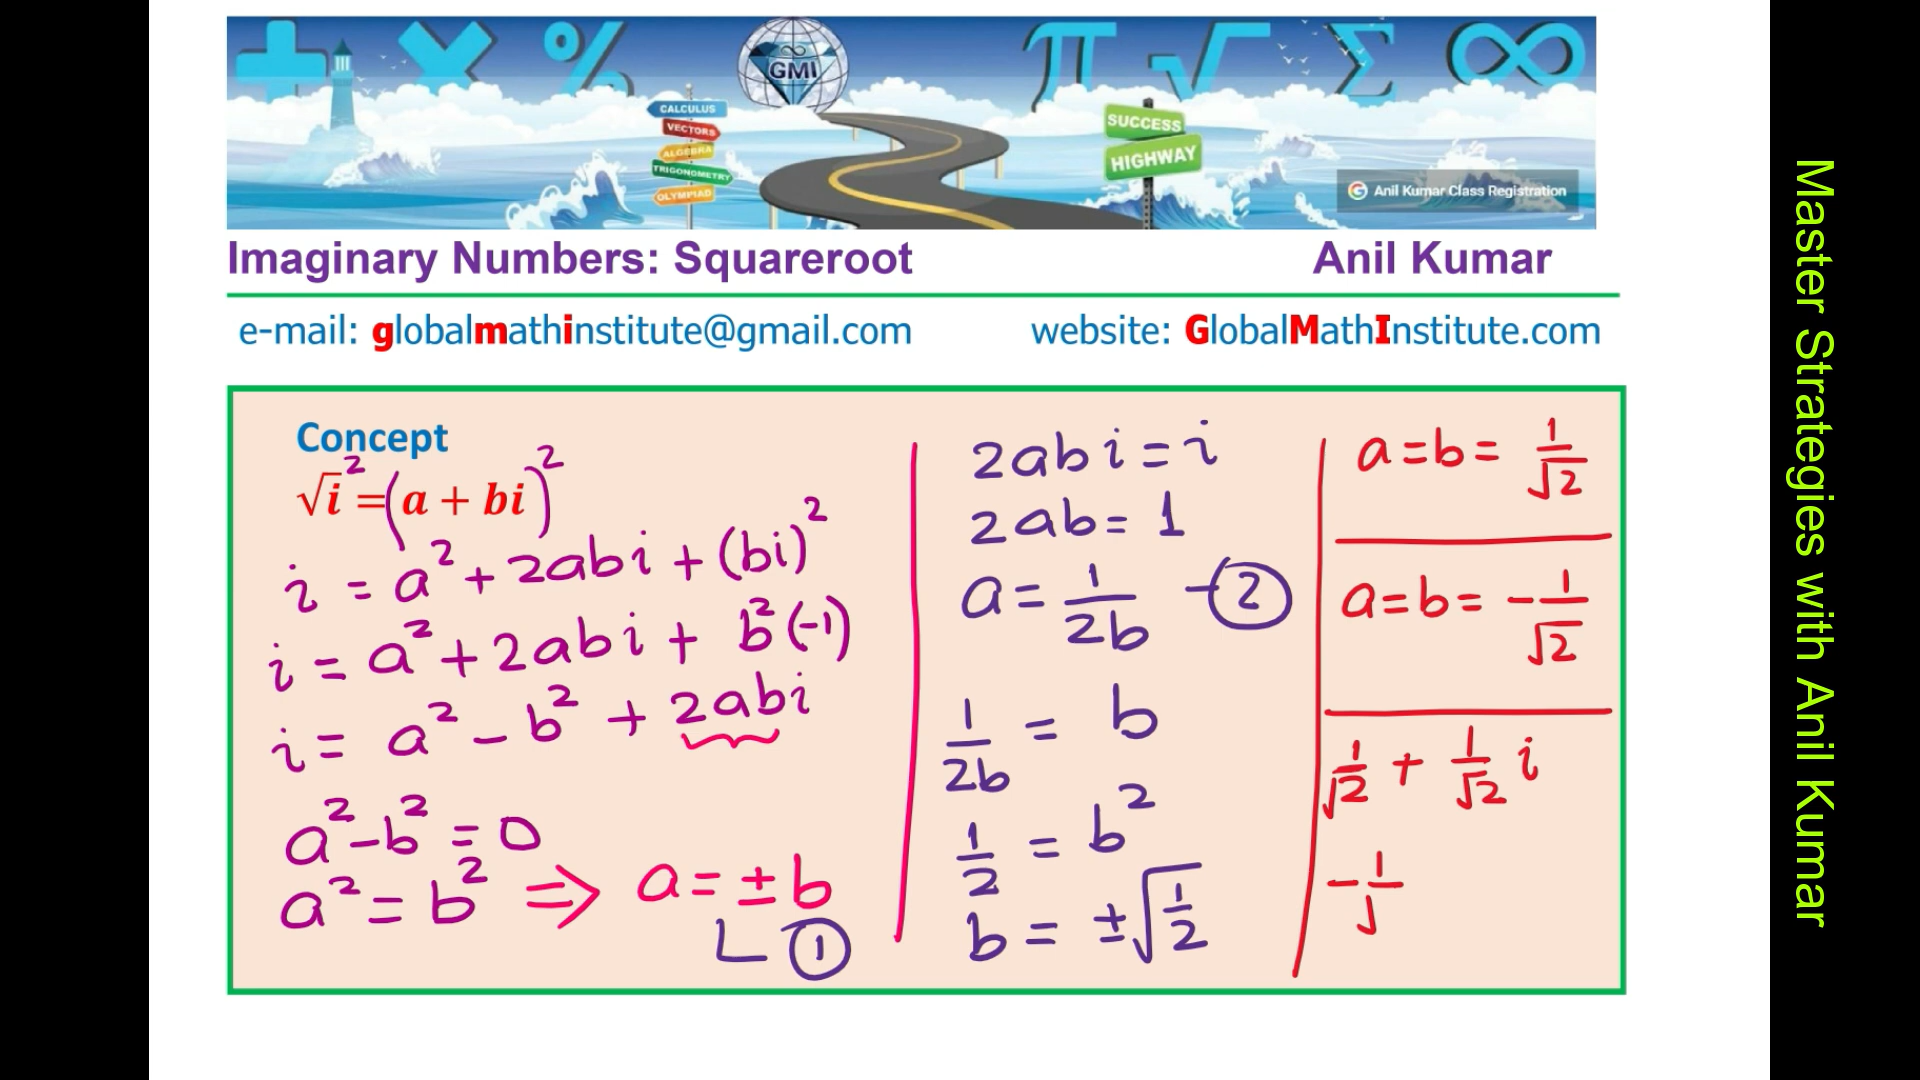 + × % π √ Σ ∞
GMI
CALCULUS
VECTORS
ALGEBRA
TRIGONOMETRY
OLYMPIAD
SUCCESS
HIGHWAY
G Anil Kumar Class Registration
Imaginary Numbers: Squareroot Anil Kumar
e-mail: globalmathinstitute@gmail.com website: GlobalMathInstitute.com
Concept
√i² = (a + bi)²
i = a² + 2abi + (bi)²
i = a² + 2abi + b²(-1)
i = a² - b² + 2abi
a² - b² = 0
a² = b² ⇒ a = ± b
①
2abi = i
2ab = 1
a = 1/2b - ②
1/2b = b
1/2 = b²
b = ±√1/2
a = b = 1/√2
a = b = -1/√2
1/√2 + 1/√2 i
-1/√
Master Strategies with Anil Kumar